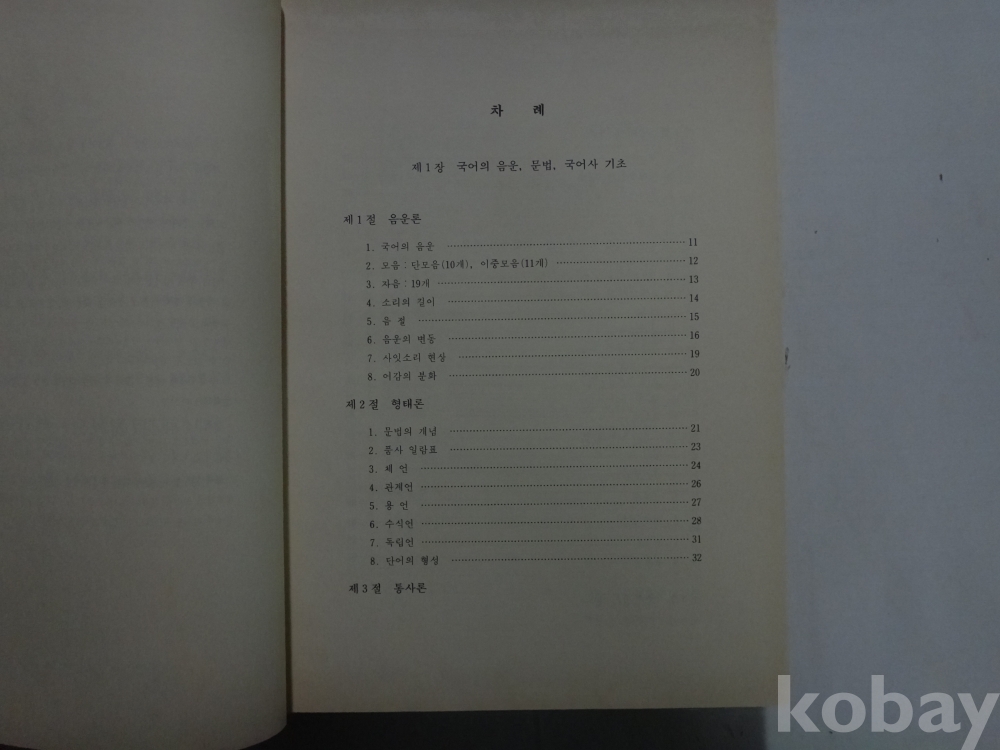 차 례
제1장 국어의 음운, 문법, 국어사 기초
제1절 음운론
1. 국어의 음운 11
2. 모음 : 단모음(10개), 이중모음(11개) 12
3. 자음 : 19개 13
4. 소리의 길이 14
5. 음 절 15
6. 음운의 변동 16
7. 사잇소리 현상 19
8. 어감의 분화 20
제2절 형태론
1. 문법의 개념 21
2. 품사 일람표 23
3. 체 언 24
4. 관계언 26
5. 용 언 27
6. 수식언 28
7. 독립언 31
8. 단어의 형성 32
제3절 통사론
kobay